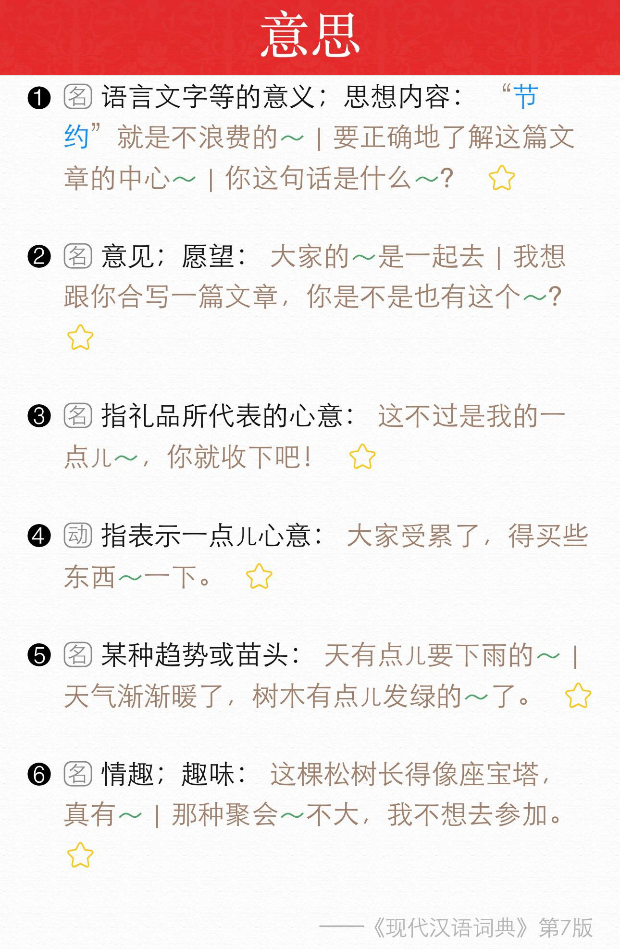 意思
❶ 名 语言文字等的意义；思想内容： “节
约”就是不浪费的～ | 要正确地了解这篇文
章的中心～ | 你这句话是什么～?
❷ 名 意见；愿望： 大家的～是一起去 | 我想
跟你合写一篇文章，你是不是也有这个～?
❸ 名 指礼品所代表的心意： 这不过是我的一
点儿～，你就收下吧！
❹ 动 指表示一点儿心意： 大家受累了，得买些
东西～一下。
❺ 名 某种趋势或苗头： 天有点儿要下雨的～ |
天气渐渐暖了，树木有点儿发绿的～了。
❻ 名 情趣；趣味： 这棵松树长得像座宝塔，
真有～ | 那种聚会～不大，我不想去参加。
——《现代汉语词典》第7版